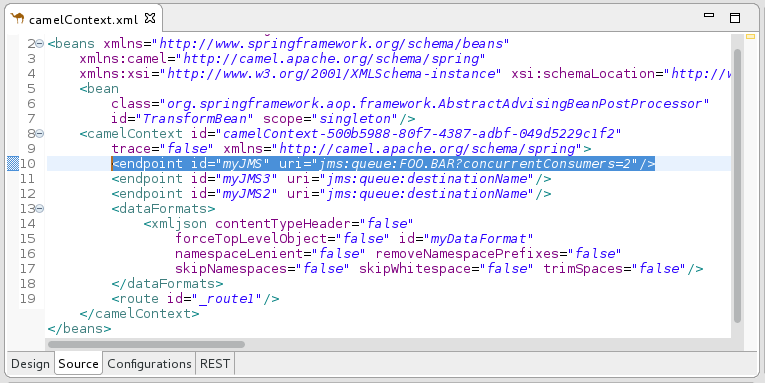 camelContext.xml
2 <beans xmlns="http://www.springframework.org/schema/beans"
3 xmlns:camel="http://camel.apache.org/schema/spring"
4 xmlns:xsi="http://www.w3.org/2001/XMLSchema-instance" xsi:schemaLocation="http://w
5 <bean
6 class="org.springframework.aop.framework.AbstractAdvisingBeanPostProcessor"
7 id="TransformBean" scope="singleton"/>
8 <camelContext id="camelContext-500b5988-80f7-4387-adbf-049d5229c1f2"
9 trace="false" xmlns="http://camel.apache.org/schema/spring">
10 <endpoint id="myJMS" uri="jms:queue:FOO.BAR?concurrentConsumers=2"/>
11 <endpoint id="myJMS3" uri="jms:queue:destinationName"/>
12 <endpoint id="myJMS2" uri="jms:queue:destinationName"/>
13 <dataFormats>
14 <xmljson contentTypeHeader="false"
15 forceTopLevelObject="false" id="myDataFormat"
16 namespaceLenient="false" removeNamespacePrefixes="false"
17 skipNamespaces="false" skipWhitespace="false" trimSpaces="false"/>
18 </dataFormats>
19 <route id="_route1"/>
</camelContext>
</beans>
Design Source Configurations REST